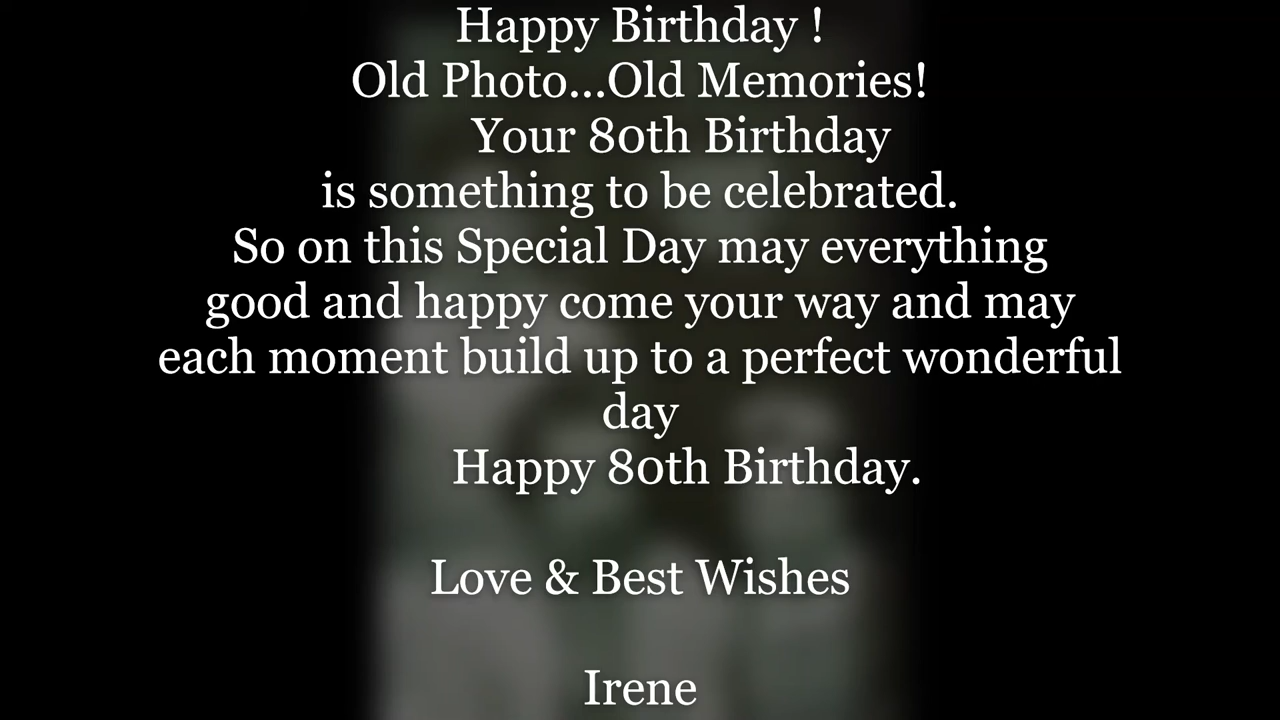 Happy Birthday !
Old Photo...Old Memories!
Your 80th Birthday
is something to be celebrated.
So on this Special Day may everything
good and happy come your way and may
each moment build up to a perfect wonderful
day
Happy 80th Birthday.
Love & Best Wishes
Irene